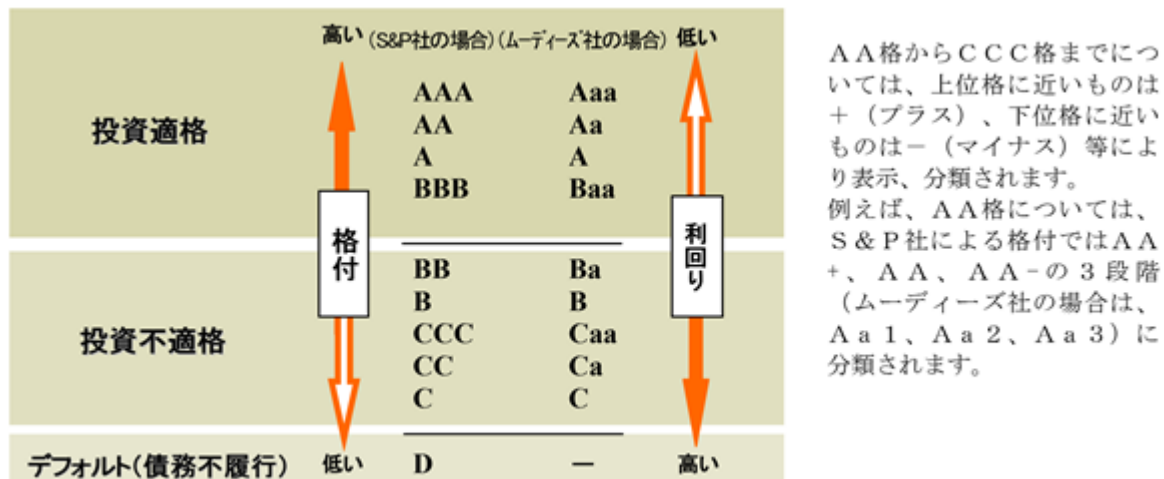 高い (S&P社の場合) (ムーディーズ社の場合) 低い
投資適格
AAA Aaa
AA Aa
A A
BBB Baa
格付
利回り
投資不適格
BB Ba
B B
CCC Caa
CC Ca
C C
デフォルト(債務不履行) 低い D － 高い
ＡＡ格からＣＣＣ格までにつ
いては、上位格に近いものは
＋（プラス）、下位格に近い
ものは－（マイナス）等によ
り表示、分類されます。
例えば、ＡＡ格については、
Ｓ＆Ｐ社による格付ではＡＡ
+、ＡＡ、ＡＡ-の３段階
（ムーディーズ社の場合は、
Ａａ１、Ａａ２、Ａａ３）に
分類されます。